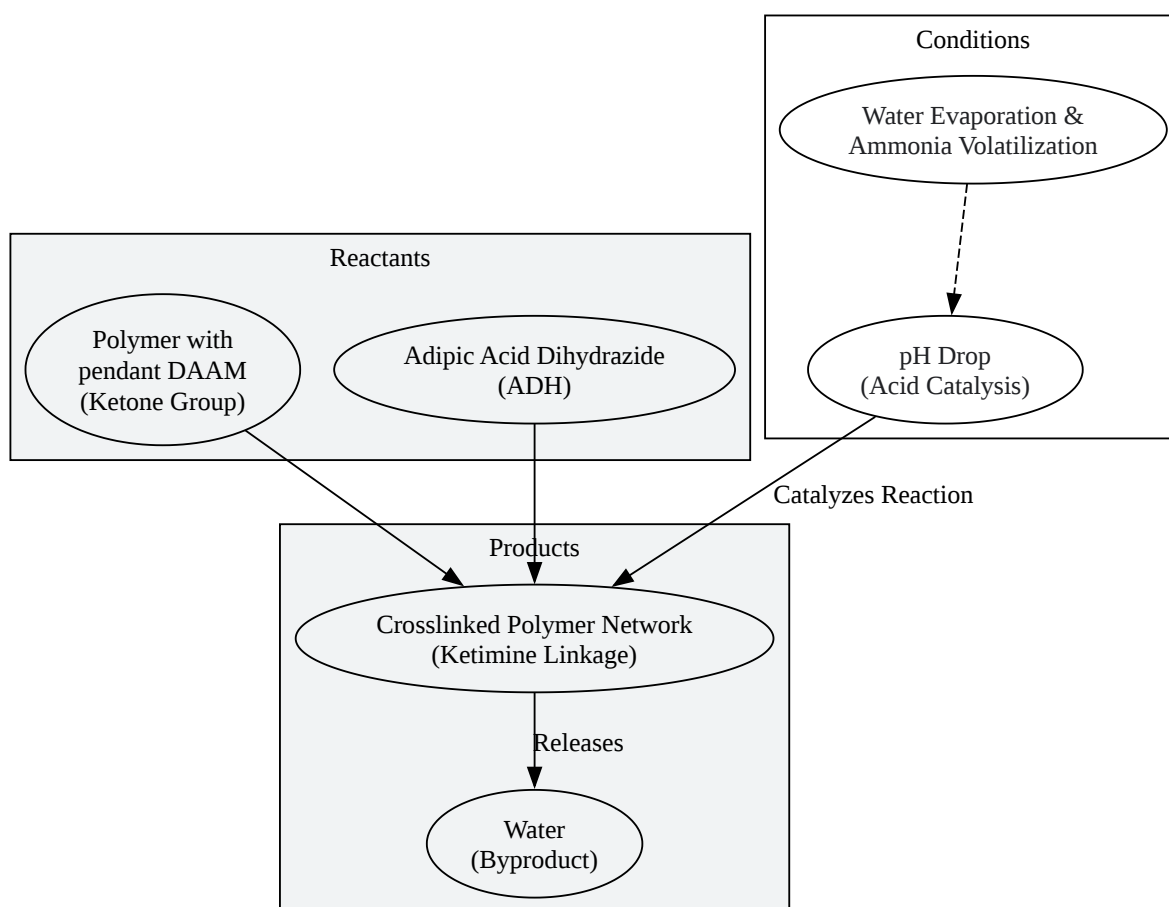 Conditions
Water Evaporation &
Ammonia Volatilization
Reactants
Polymer with
pendant DAAM
(Ketone Group)
Adipic Acid Dihydrazide
(ADH)
pH Drop
(Acid Catalysis)
Catalyzes Reaction
Products
Crosslinked Polymer Network
(Ketimine Linkage)
Releases
Water
(Byproduct)